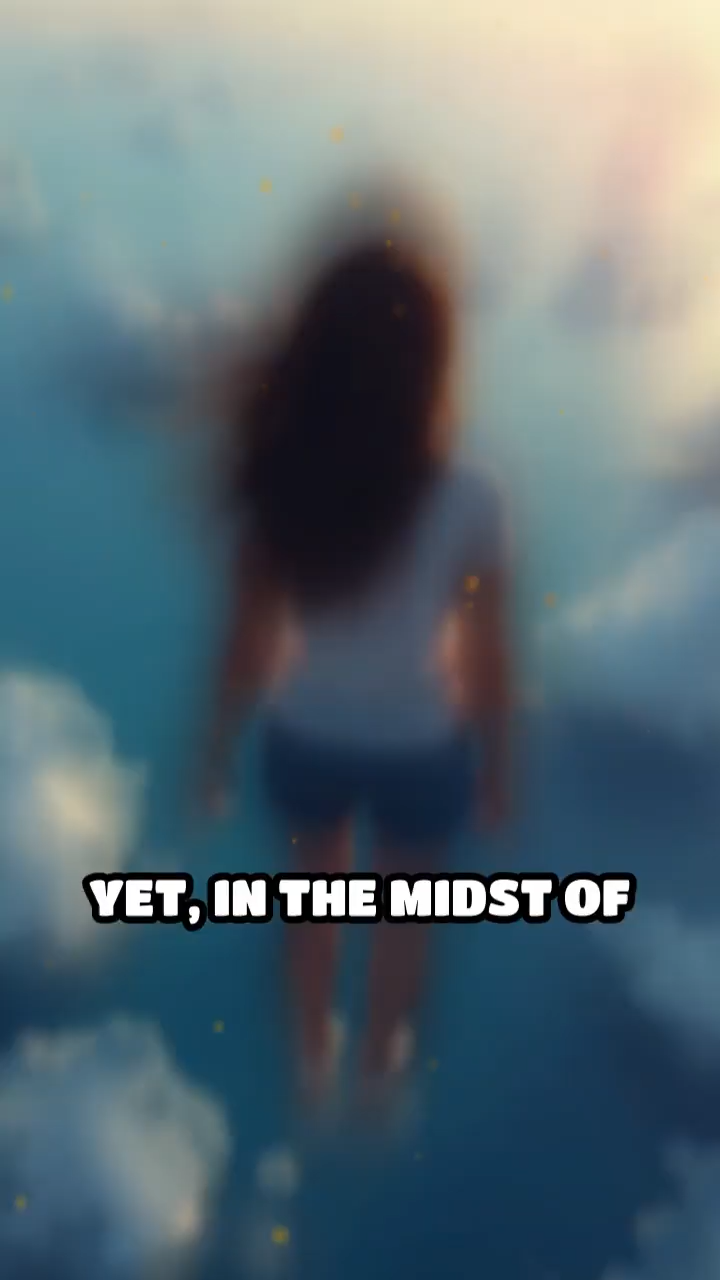 YET, IN THE MIDST OF